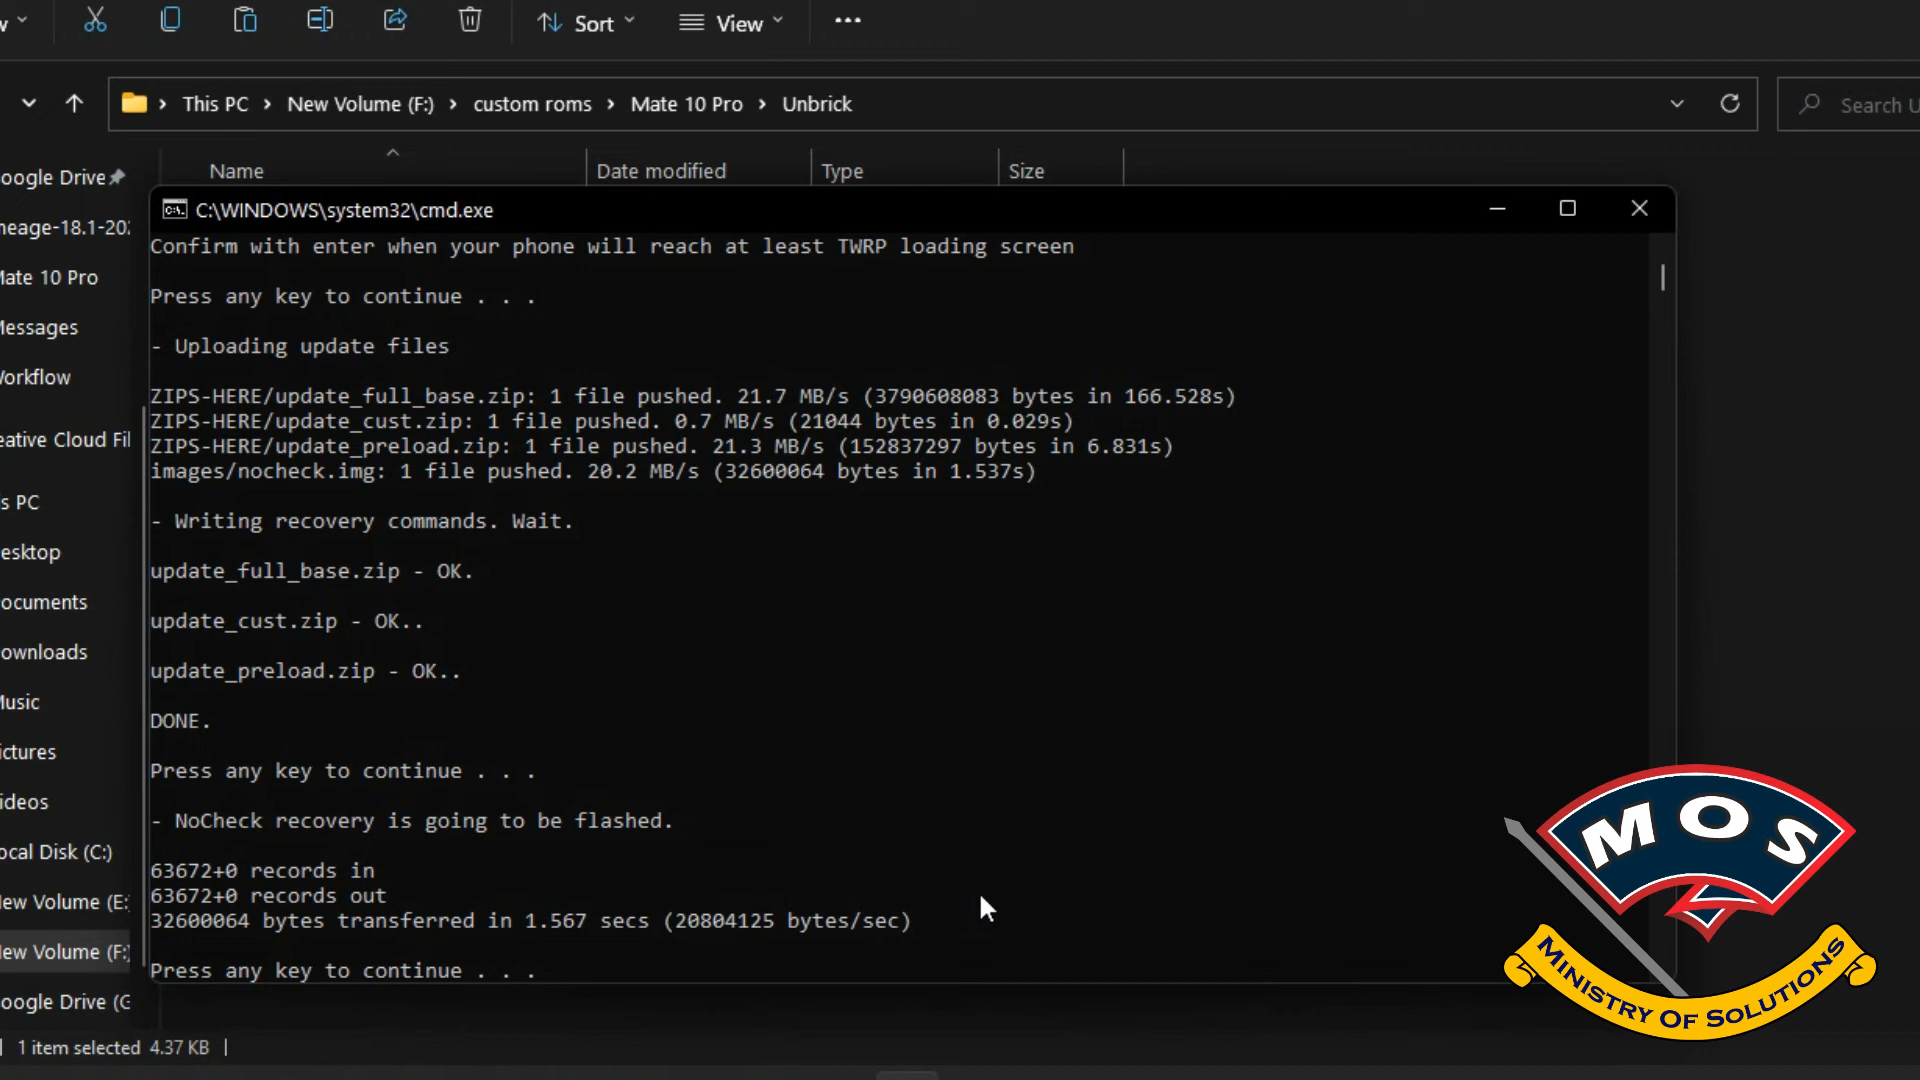 Sort
View
This PC > New Volume (F:) > custom roms > Mate 10 Pro > Unbrick
Search U
Name
Date modified
Type
Size
oogle Drive
neage-18.1-202
Mate 10 Pro
Messages
Workflow
eative Cloud Fil
s PC
esktop
ocuments
ownloads
Music
ictures
ideos
ocal Disk (C:)
New Volume (E:
New Volume (F:)
oogle Drive (G
C:\WINDOWS\system32\cmd.exe
Confirm with enter when your phone will reach at least TWRP loading screen
Press any key to continue . . .
- Uploading update files
ZIPS-HERE/update_full_base.zip: 1 file pushed. 21.7 MB/s (3790608083 bytes in 166.528s)
ZIPS-HERE/update_cust.zip: 1 file pushed. 0.7 MB/s (21044 bytes in 0.029s)
ZIPS-HERE/update_preload.zip: 1 file pushed. 21.3 MB/s (152837297 bytes in 6.831s)
images/nocheck.img: 1 file pushed. 20.2 MB/s (32600064 bytes in 1.537s)
- Writing recovery commands. Wait.
update_full_base.zip - OK.
update_cust.zip - OK..
update_preload.zip - OK..
DONE.
Press any key to continue . . .
- NoCheck recovery is going to be flashed.
63672+0 records in
63672+0 records out
32600064 bytes transferred in 1.567 secs (20804125 bytes/sec)
Press any key to continue . . .
1 item selected 4.37 KB
MOS
MINISTRY OF SOLUTIONS